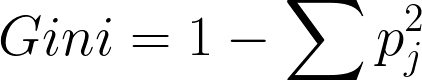 Gini = 1 − ∑ p_j^2